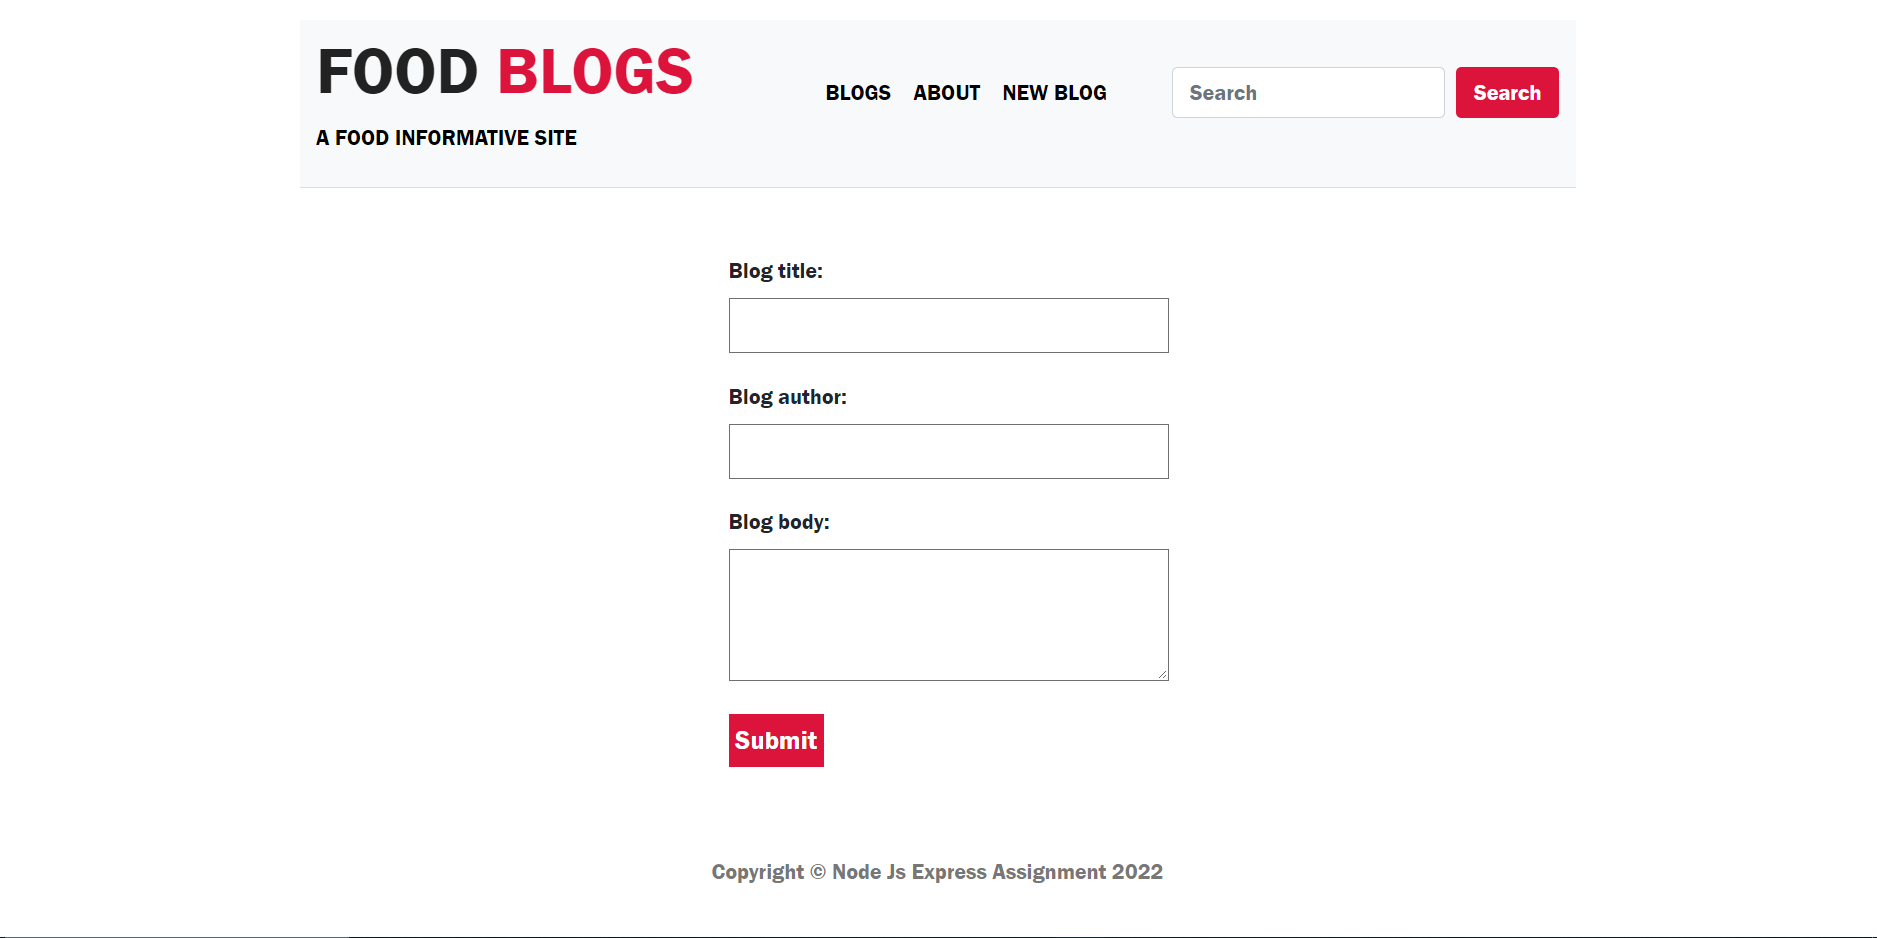 FOOD BLOGS
A FOOD INFORMATIVE SITE
BLOGS ABOUT NEW BLOG
Search Search
Blog title:
Blog author:
Blog body:
Submit
Copyright © Node Js Express Assignment 2022